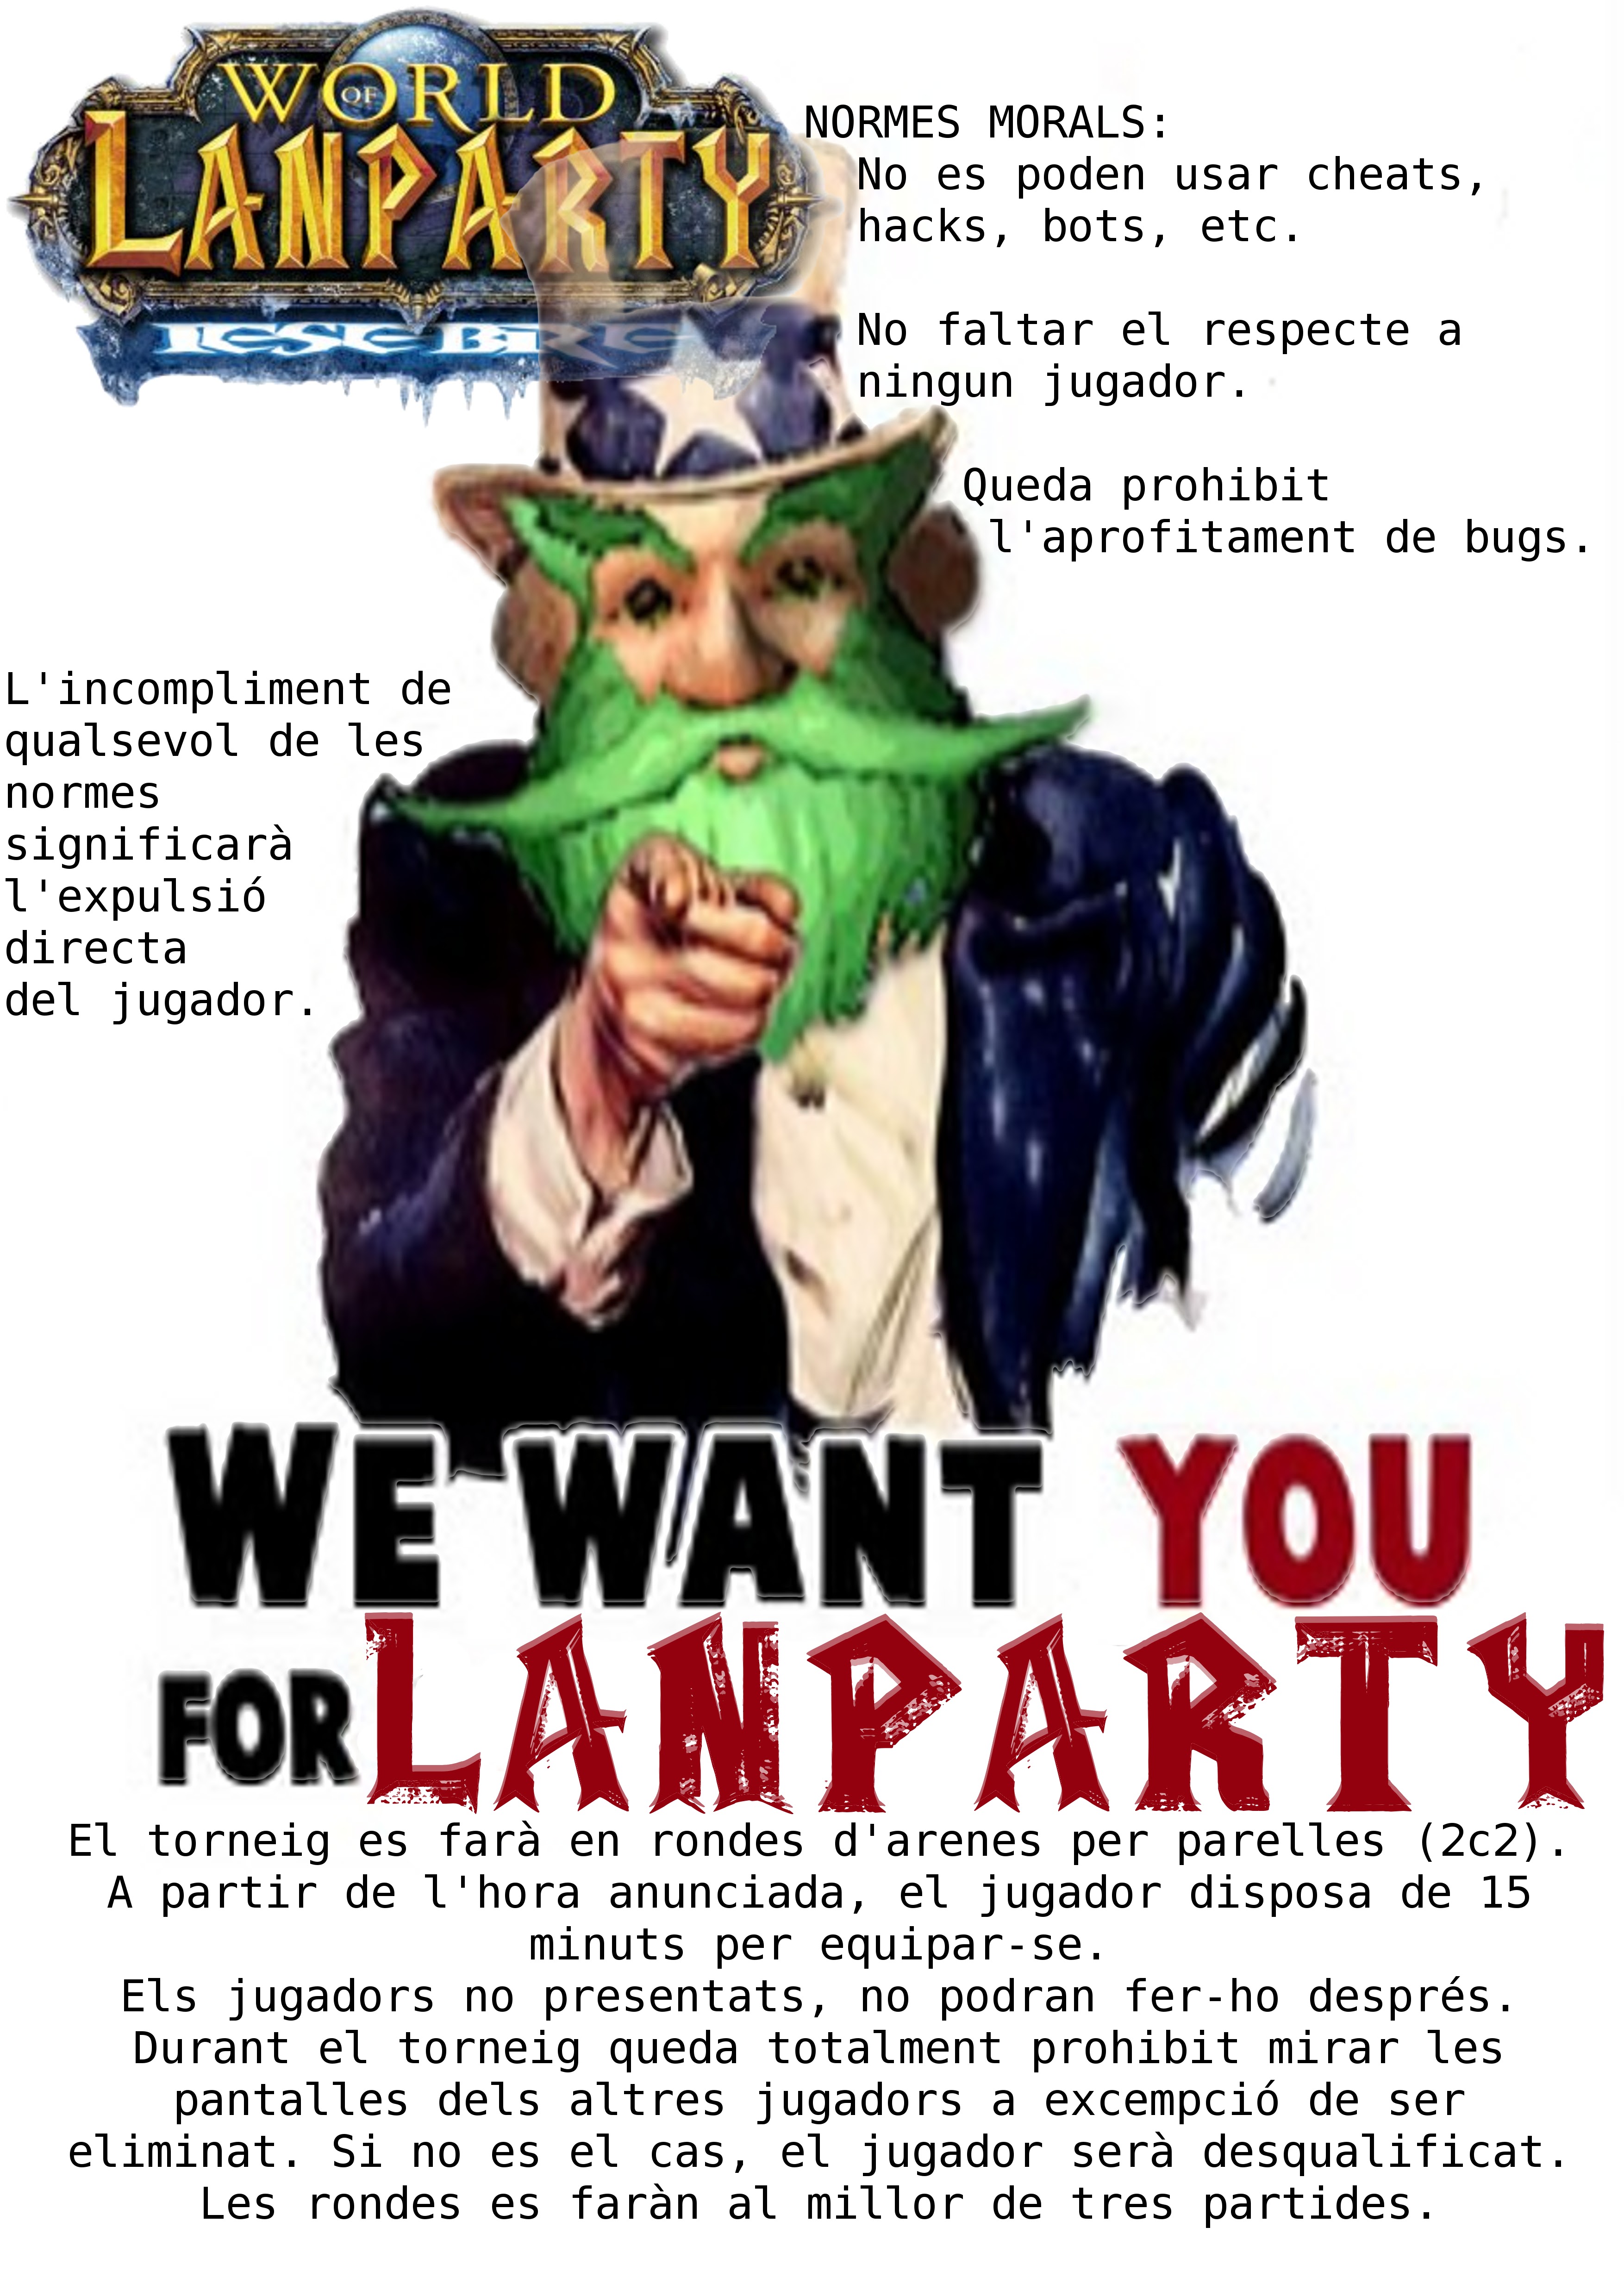 WORLD
OF
LANPARTY
IESEBRE
NORMES MORALS:
No es poden usar cheats,
hacks, bots, etc.
No faltar el respecte a
ningun jugador.
Queda prohibit
l'aprofitament de bugs.
L'incompliment de
qualsevol de les
normes
significarà
l'expulsió
directa
del jugador.
WE WANT YOU
FOR LANPARTY
El torneig es farà en rondes d'arenes per parelles (2c2).
A partir de l'hora anunciada, el jugador disposa de 15
minuts per equipar-se.
Els jugadors no presentats, no podran fer-ho després.
Durant el torneig queda totalment prohibit mirar les
pantalles dels altres jugadors a excempció de ser
eliminat. Si no es el cas, el jugador serà desqualificat.
Les rondes es faràn al millor de tres partides.